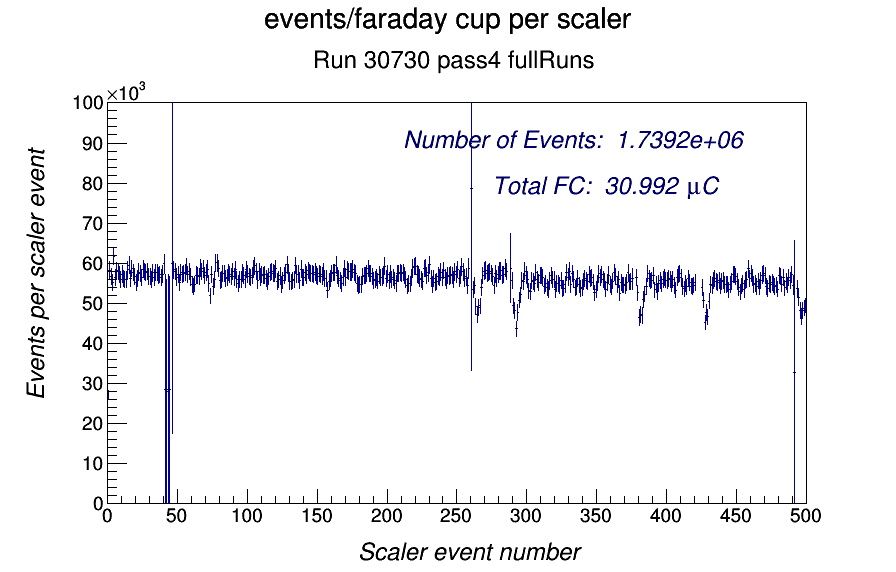 events/faraday cup per scaler
Run 30730 pass4 fullRuns
×10³
100
90
80
70
60
50
40
30
20
10
0
Events per scaler event
Number of Events: 1.7392e+06
Total FC: 30.992 μC
0 50 100 150 200 250 300 350 400 450 500
Scaler event number